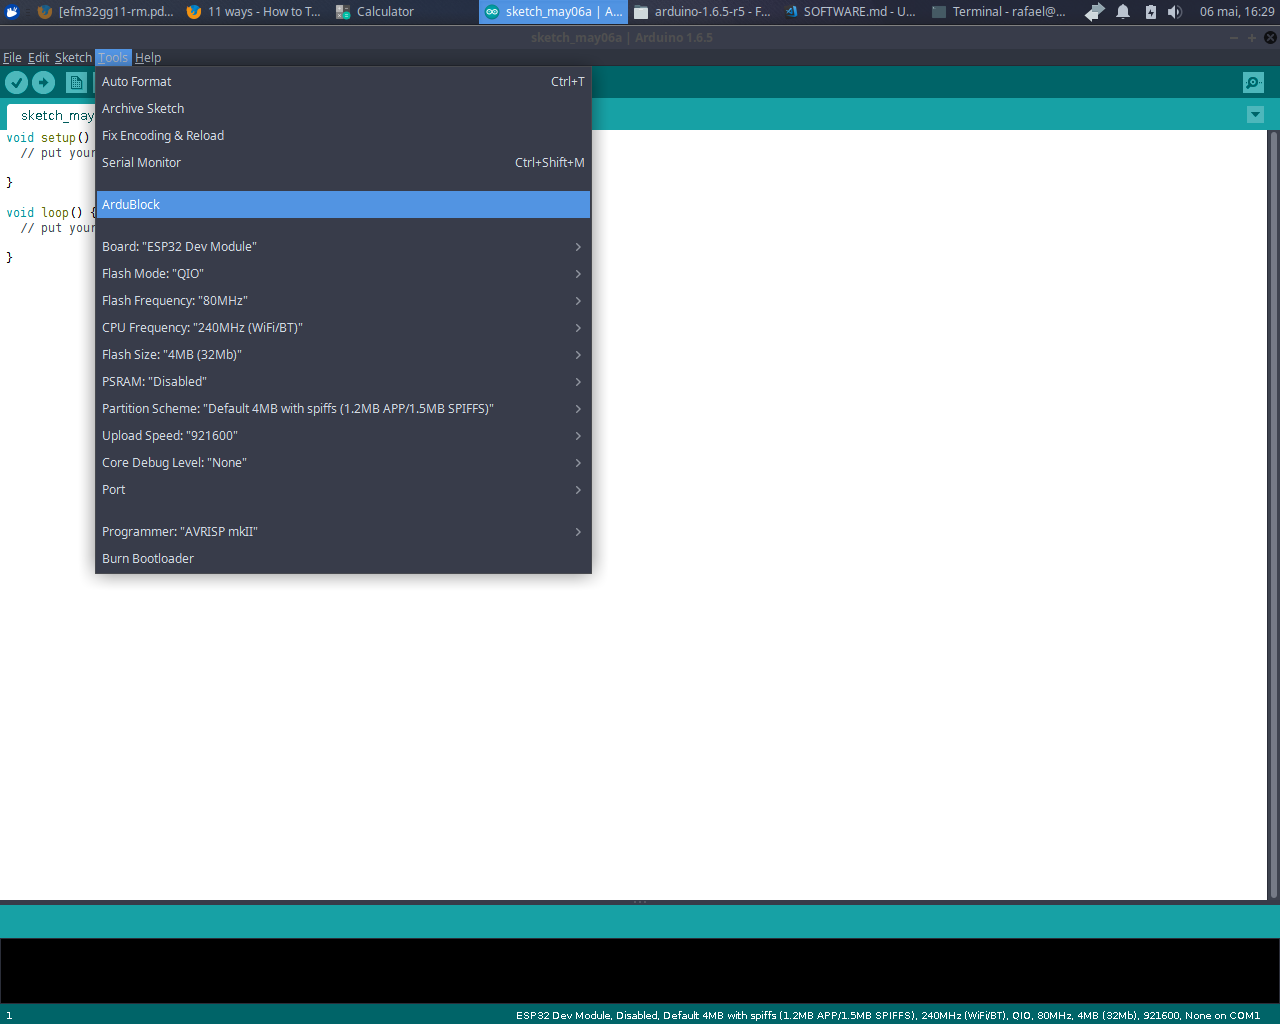 [efm32gg11-rm.pd... 11 ways - How to T... Calculator sketch_may06a | A... arduino-1.6.5-r5 - F... SOFTWARE.md - U... Terminal - rafael@... 06 mai, 16:29
sketch_may06a | Arduino 1.6.5
File Edit Sketch Tools Help
Auto Format Ctrl+T
Archive Sketch
Fix Encoding & Reload
Serial Monitor Ctrl+Shift+M
ArduBlock
Board: "ESP32 Dev Module"
Flash Mode: "QIO"
Flash Frequency: "80MHz"
CPU Frequency: "240MHz (WiFi/BT)"
Flash Size: "4MB (32Mb)"
PSRAM: "Disabled"
Partition Scheme: "Default 4MB with spiffs (1.2MB APP/1.5MB SPIFFS)"
Upload Speed: "921600"
Core Debug Level: "None"
Port
Programmer: "AVRISP mkII"
Burn Bootloader
sketch_may
void setup()
// put your
}
void loop() {
// put your
}
1 ESP32 Dev Module, Disabled, Default 4MB with spiffs (1.2MB APP/1.5MB SPIFFS), 240MHz (WiFi/BT), QIO, 80MHz, 4MB (32Mb), 921600, None on COM1